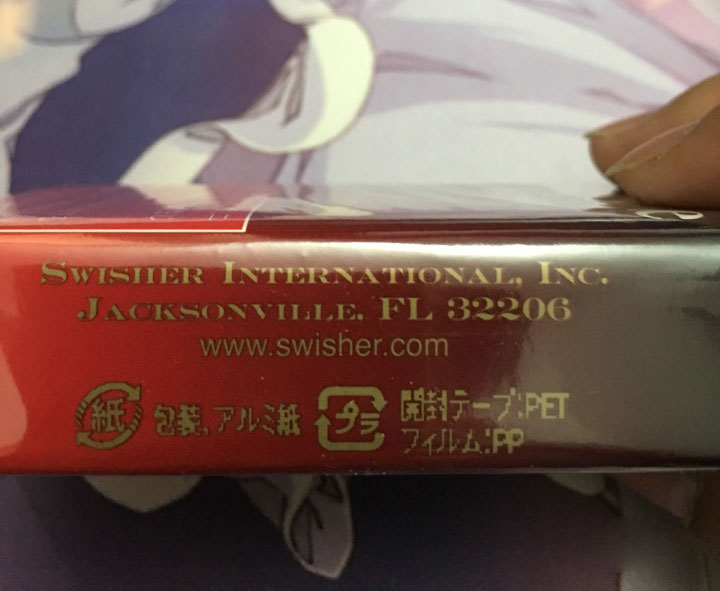 SWISHER INTERNATIONAL, INC.
JACKSONVILLE, FL 32206
www.swisher.com
紙 包装、アルミ紙
プラ 開封テープ:PET
フィルム:PP